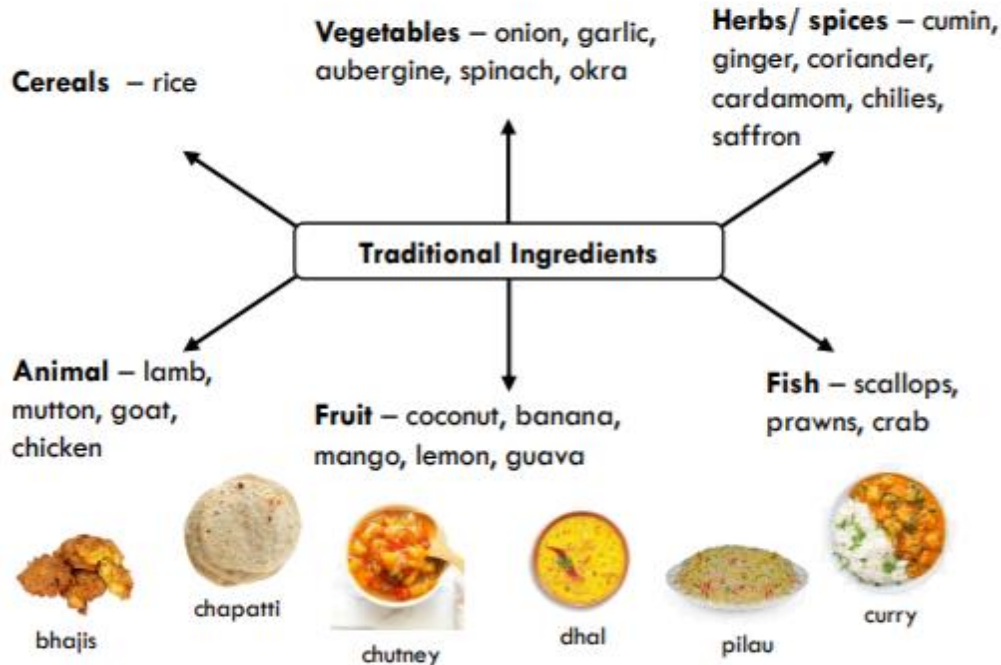 Cereals – rice
Vegetables – onion, garlic,
aubergine, spinach, okra
Herbs/ spices – cumin,
ginger, coriander,
cardamom, chilies,
saffron
Traditional Ingredients
Animal – lamb,
mutton, goat,
chicken
Fruit – coconut, banana,
mango, lemon, guava
Fish – scallops,
prawns, crab
bhajis
chapatti
chutney
dhal
pilau
curry